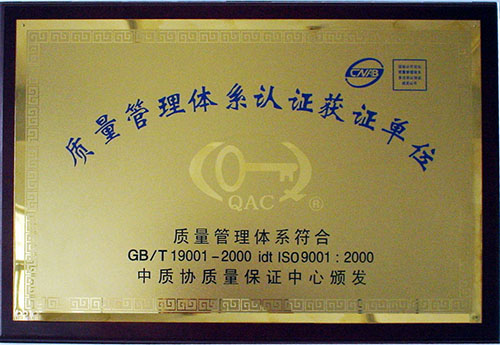 CNAB
质量管理体系认证获证单位
QAC ®
质量管理体系符合
GB/T 19001-2000 idt ISO9001:2000
中质协质量保证中心颁发